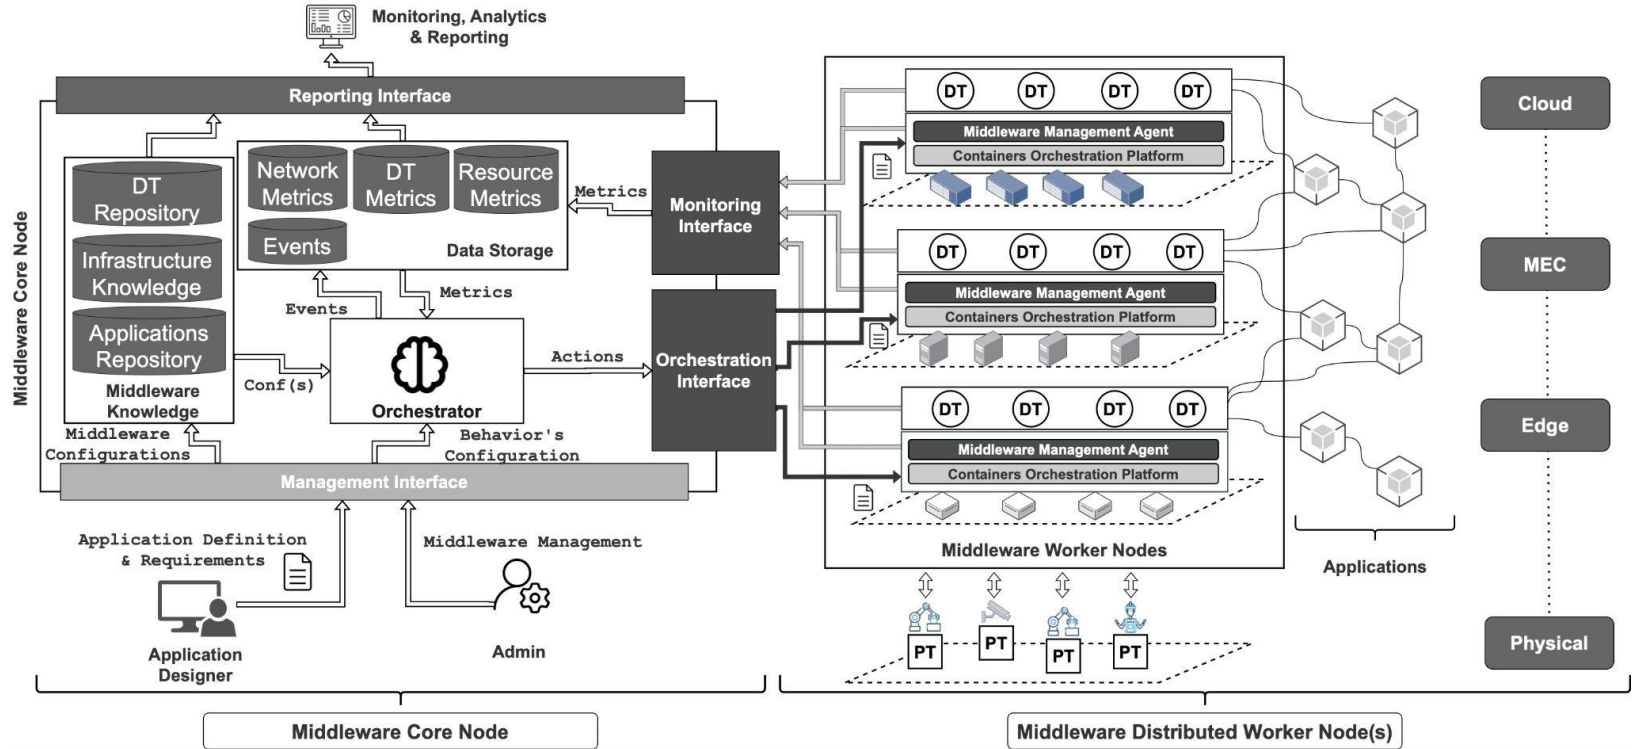 Monitoring, Analytics
& Reporting
Reporting Interface
Middleware Core Node
DT
Repository
Infrastructure
Knowledge
Applications
Repository
Middleware
Knowledge
Network
Metrics
DT
Metrics
Resource
Metrics
Events
Data Storage
Metrics
Monitoring
Interface
Events
Metrics
Conf(s)
Orchestrator
Actions
Orchestration
Interface
Middleware
Configurations
Behavior's
Configuration
Management Interface
Application Definition
& Requirements
Middleware Management
Application
Designer
Admin
Middleware Core Node
DT DT DT DT
Middleware Management Agent
Containers Orchestration Platform
DT DT DT DT
Middleware Management Agent
Containers Orchestration Platform
DT DT DT DT
Middleware Management Agent
Containers Orchestration Platform
Middleware Worker Nodes
PT PT PT PT
Applications
Cloud
MEC
Edge
Physical
Middleware Distributed Worker Node(s)